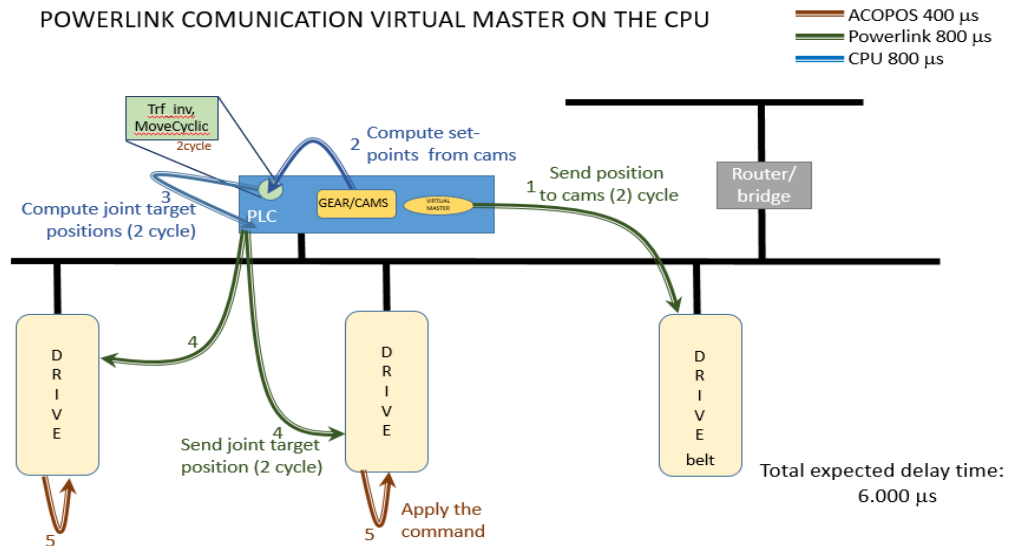 POWERLINK COMUNICATION VIRTUAL MASTER ON THE CPU
ACOPOS 400 µs
Powerlink 800 µs
CPU 800 µs
Trf_inv,
MoveCyclic
2cycle
2 Compute set-
points from cams
Router/
bridge
Send position
1 to cams (2) cycle
3
Compute joint target
positions (2 cycle)
PLC
GEAR/CAMS
VIRTUAL
MASTER
4
DRIVE
4
Send joint target
position (2 cycle)
DRIVE
DRIVE
belt
Total expected delay time:
6.000 µs
5
5
Apply the
command